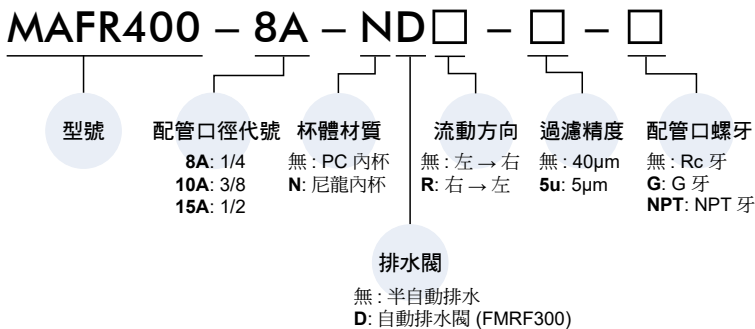 MAFR400 – 8A – ND□ – □ – □
型號
配管口徑代號
8A: 1/4
10A: 3/8
15A: 1/2
杯體材質
無 : PC 內杯
N: 尼龍內杯
流動方向
無 : 左 → 右
R: 右 → 左
過濾精度
無 : 40μm
5u: 5μm
配管口螺牙
無 : Rc 牙
G: G 牙
NPT: NPT 牙
排水閥
無 : 半自動排水
D: 自動排水閥 (FMRF300)